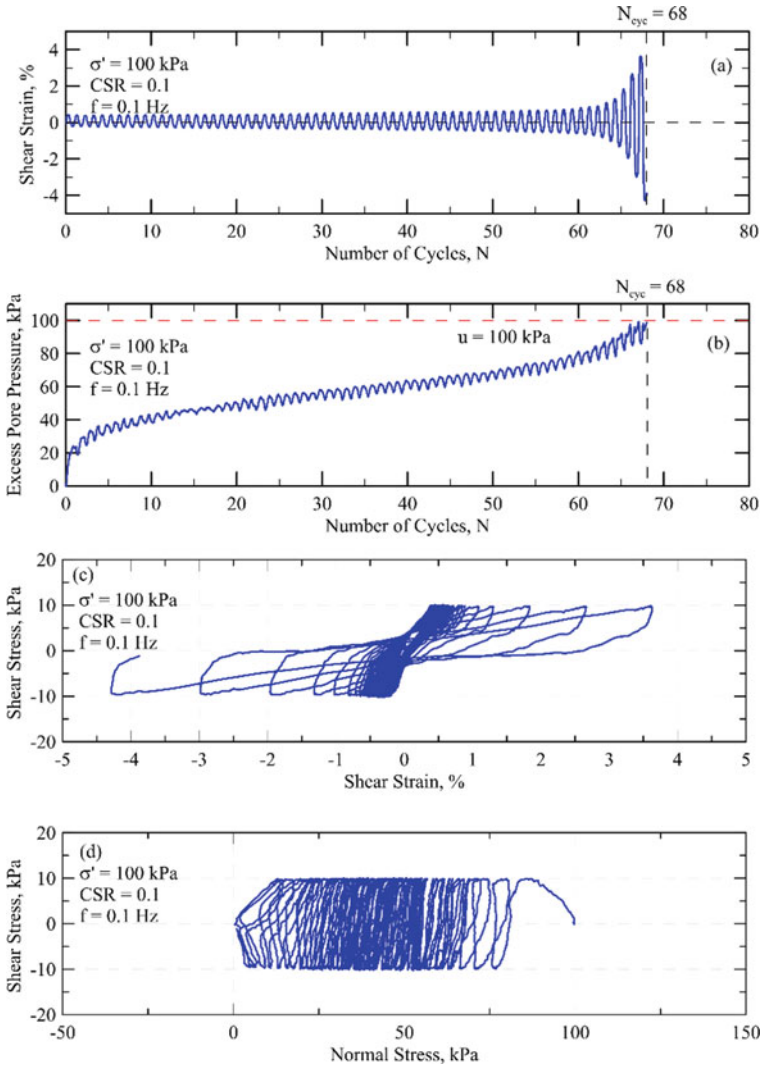 N_cyc = 68
4
2
0
-2
-4
Shear Strain, %
σ' = 100 kPa
CSR = 0.1
f = 0.1 Hz
(a)
0 10 20 30 40 50 60 70 80
Number of Cycles, N
N_cyc = 68
100
80
60
40
20
0
Excess Pore Pressure, kPa
σ' = 100 kPa
CSR = 0.1
f = 0.1 Hz
u = 100 kPa
(b)
0 10 20 30 40 50 60 70 80
Number of Cycles, N
20
10
0
-10
-20
Shear Stress, kPa
(c)
σ' = 100 kPa
CSR = 0.1
f = 0.1 Hz
-5 -4 -3 -2 -1 0 1 2 3 4 5
Shear Strain, %
20
10
0
-10
-20
Shear Stress, kPa
(d)
σ' = 100 kPa
CSR = 0.1
f = 0.1 Hz
-50 0 50 100 150
Normal Stress, kPa